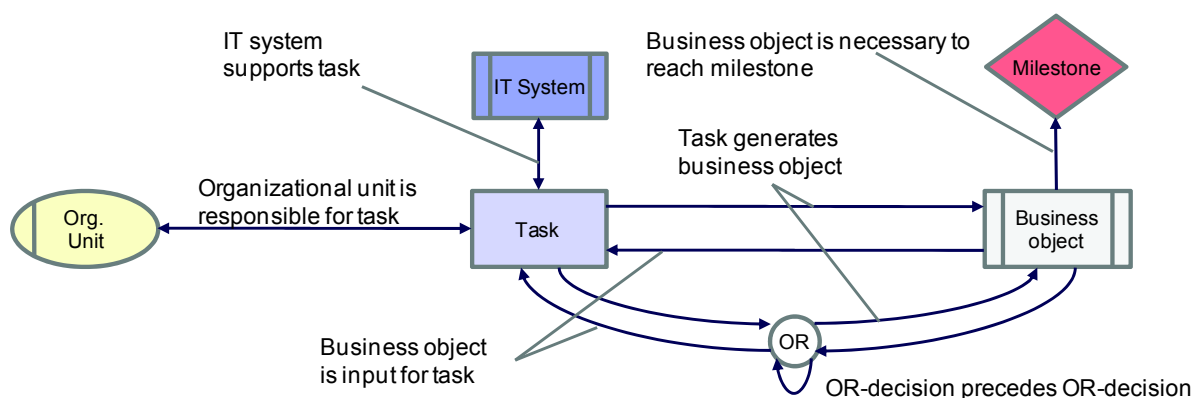 IT system
supports task
IT System
Business object is necessary to
reach milestone
Milestone
Task generates
business object
Organizational unit is
responsible for task
Org.
Unit
Task
Business
object
Business object
is input for task
OR
OR-decision precedes OR-decision